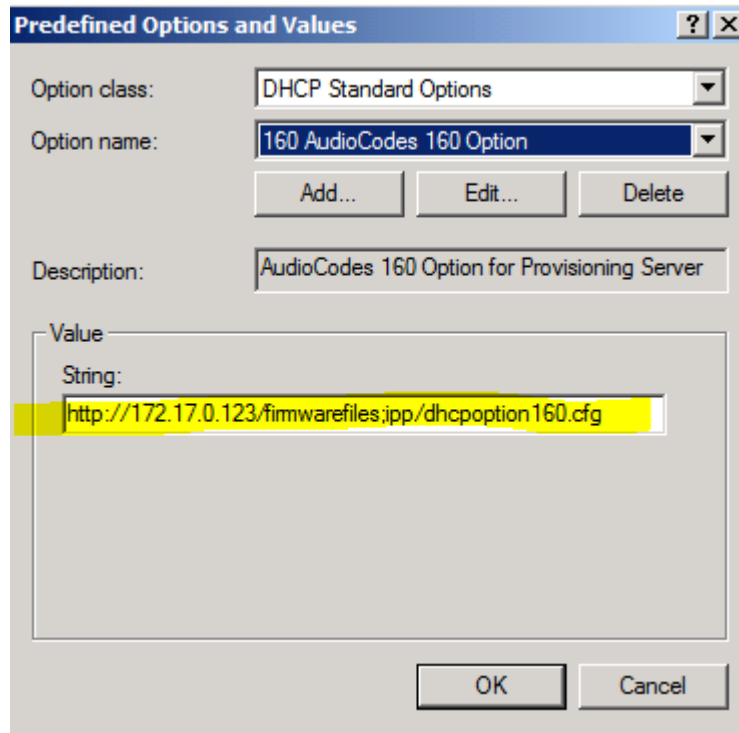 Predefined Options and Values
Option class: DHCP Standard Options
Option name: 160 AudioCodes 160 Option
Add... Edit... Delete
Description: AudioCodes 160 Option for Provisioning Server
Value
String:
http://172.17.0.123/firmwarefiles;ipp/dhcpoption160.cfg
OK Cancel